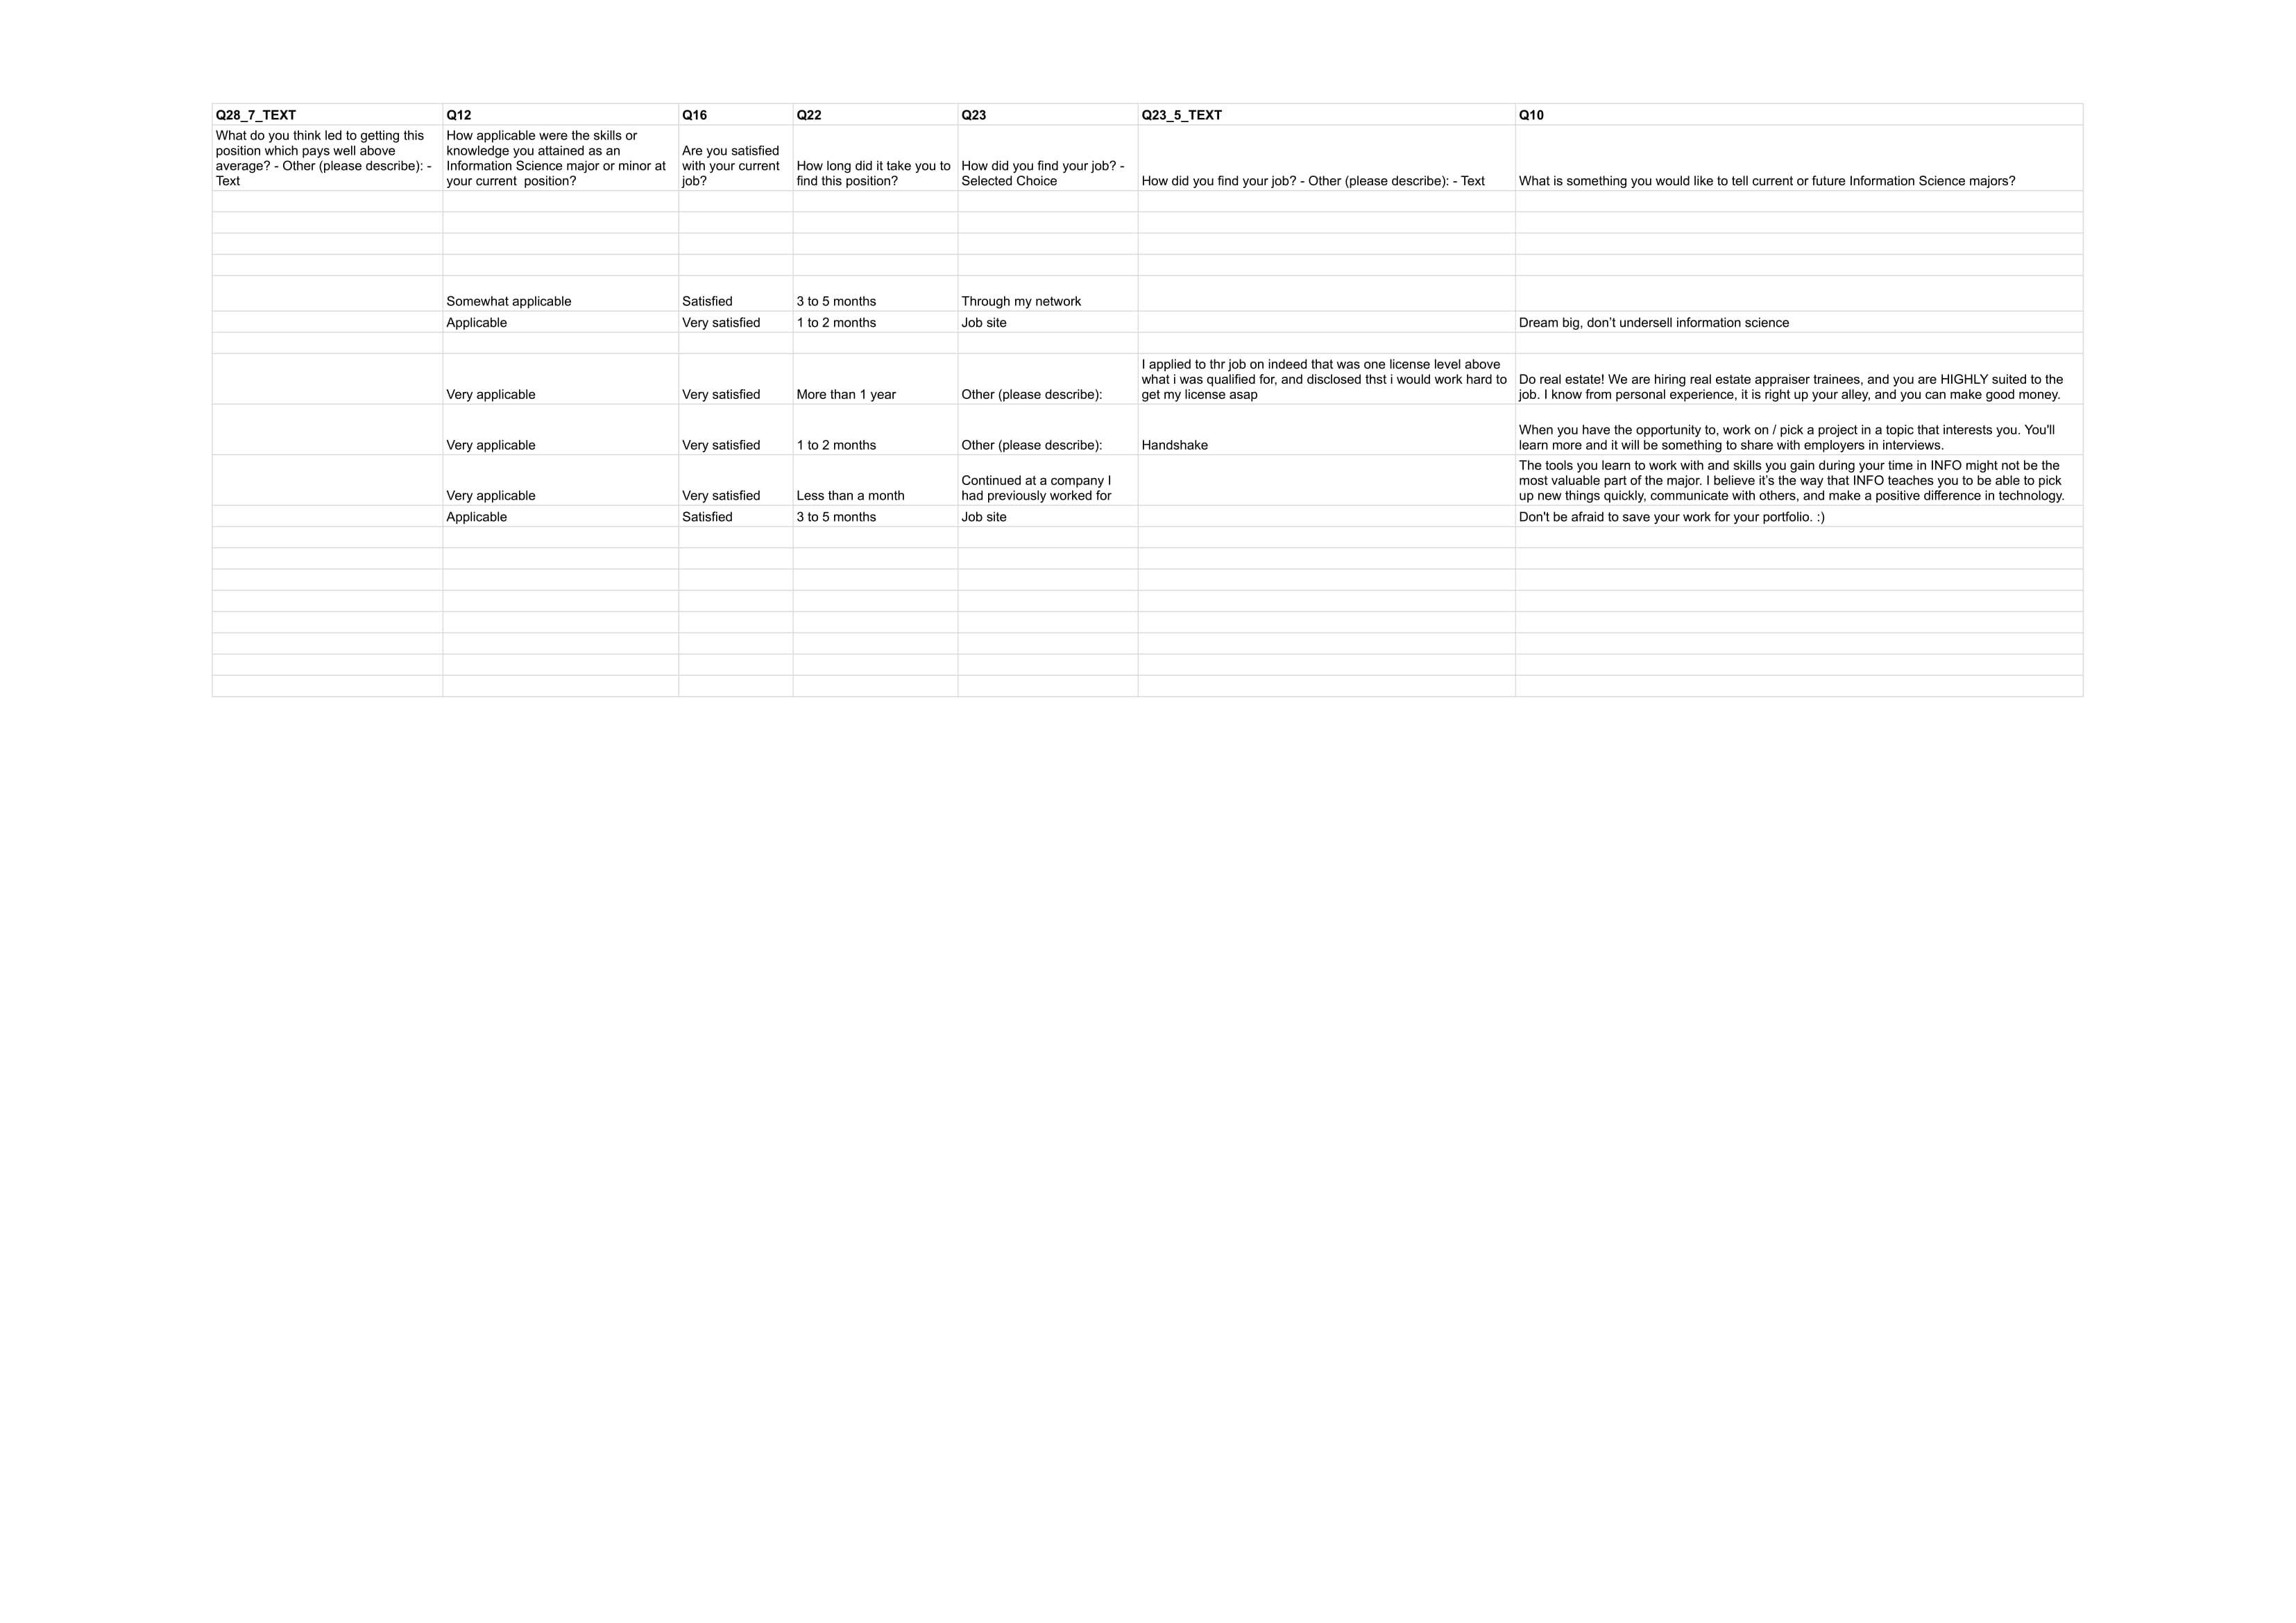 Q28_7_TEXT Q12 Q16 Q22 Q23 Q23_5_TEXT Q10
What do you think led to getting this
position which pays well above
average? - Other (please describe): -
Text
How applicable were the skills or
knowledge you attained as an
Information Science major or minor at
your current  position?
Are you satisfied
with your current
job?
How long did it take you to
find this position?
How did you find your job? -
Selected Choice
How did you find your job? - Other (please describe): - Text
What is something you would like to tell current or future Information Science majors?
Somewhat applicable Satisfied 3 to 5 months Through my network
Applicable Very satisfied 1 to 2 months Job site Dream big, don’t undersell information science
Very applicable Very satisfied More than 1 year Other (please describe):
I applied to thr job on indeed that was one license level above
what i was qualified for, and disclosed thst i would work hard to
get my license asap
Do real estate! We are hiring real estate appraiser trainees, and you are HIGHLY suited to the
job. I know from personal experience, it is right up your alley, and you can make good money.
Very applicable Very satisfied 1 to 2 months Other (please describe): Handshake
When you have the opportunity to, work on / pick a project in a topic that interests you. You'll
learn more and it will be something to share with employers in interviews.
Very applicable Very satisfied Less than a month
Continued at a company I
had previously worked for
The tools you learn to work with and skills you gain during your time in INFO might not be the
most valuable part of the major. I believe it’s the way that INFO teaches you to be able to pick
up new things quickly, communicate with others, and make a positive difference in technology.
Applicable Satisfied 3 to 5 months Job site Don't be afraid to save your work for your portfolio. :)